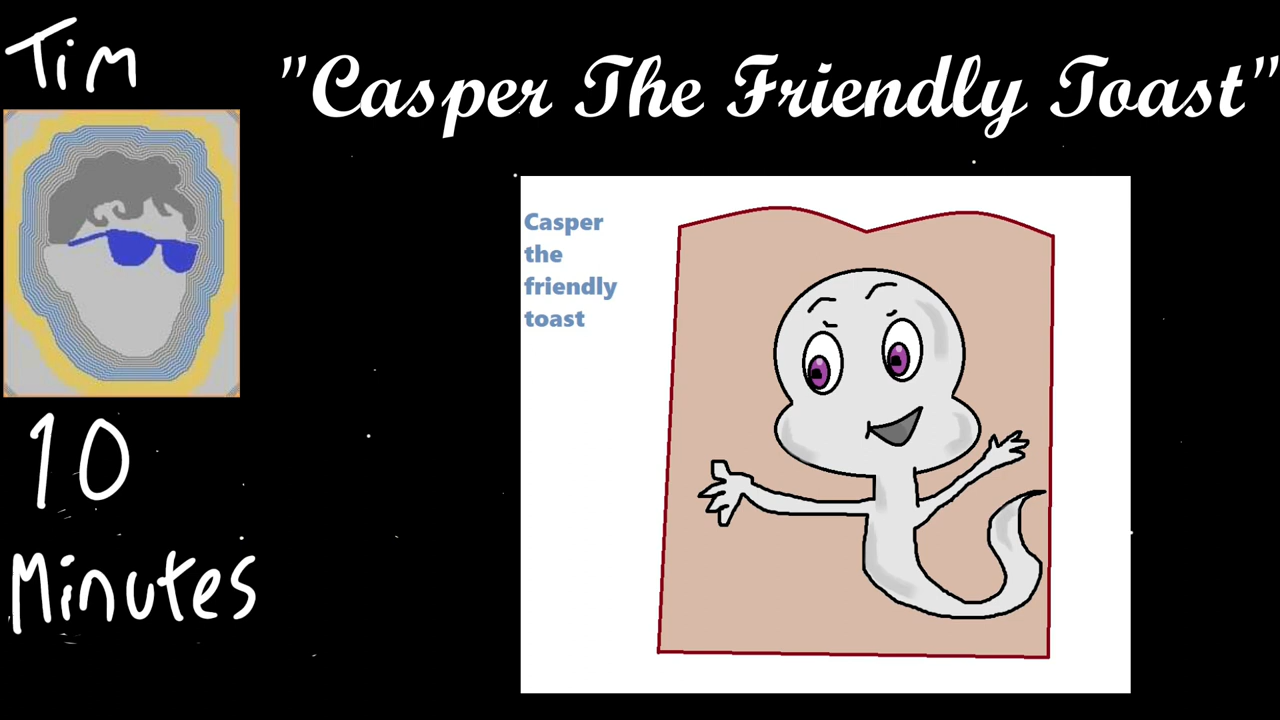 Tim
"Casper The Friendly Toast"
Casper
the
friendly
toast
10
Minutes